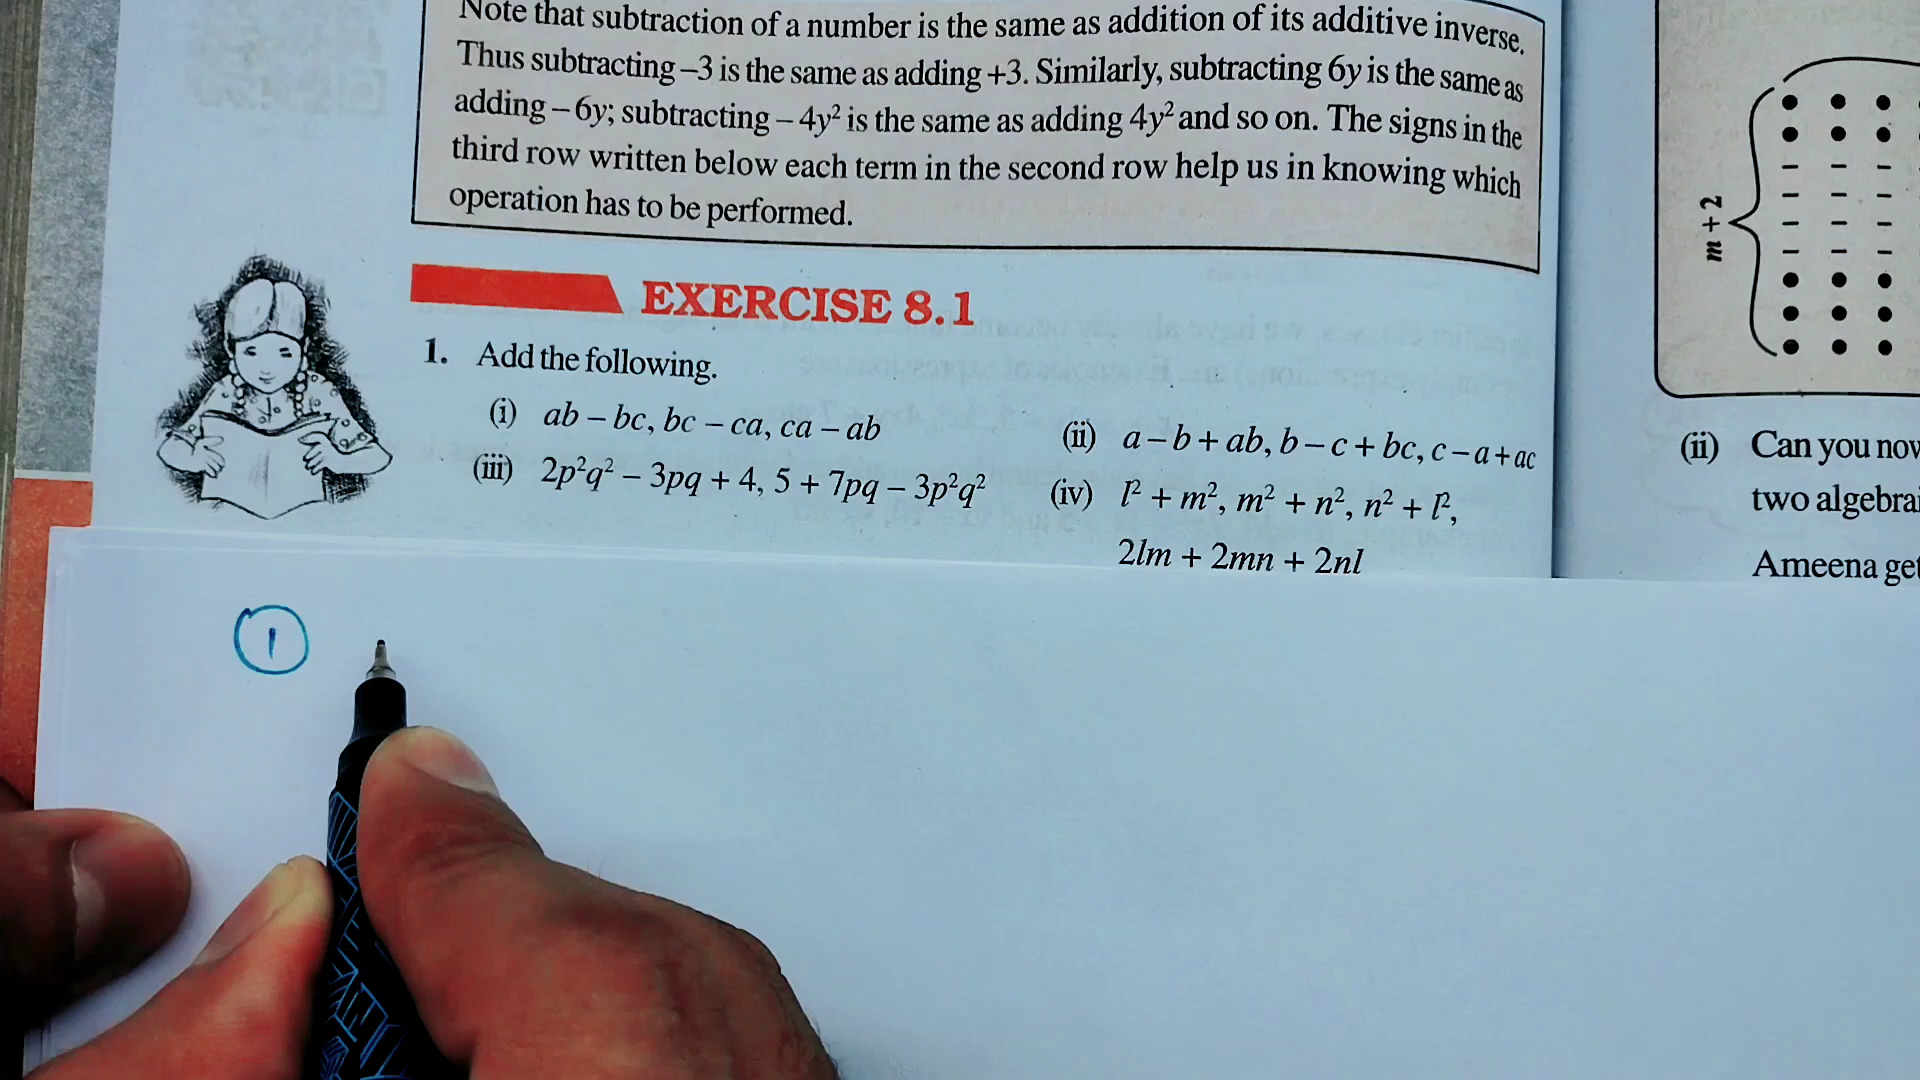 Note that subtraction of a number is the same as addition of its additive inverse.
Thus subtracting –3 is the same as adding +3. Similarly, subtracting 6y is the same as
adding – 6y; subtracting – 4y² is the same as adding 4y² and so on. The signs in the
third row written below each term in the second row help us in knowing which
operation has to be performed.
EXERCISE 8.1
1. Add the following.
(i) ab – bc, bc – ca, ca – ab
(ii) a – b + ab, b – c + bc, c – a + ac
(iii) 2p²q² – 3pq + 4, 5 + 7pq – 3p²q²
(iv) l² + m², m² + n², n² + l²,
2lm + 2mn + 2nl
1
m + 2
(ii) Can you now
two algebrai
Ameena get